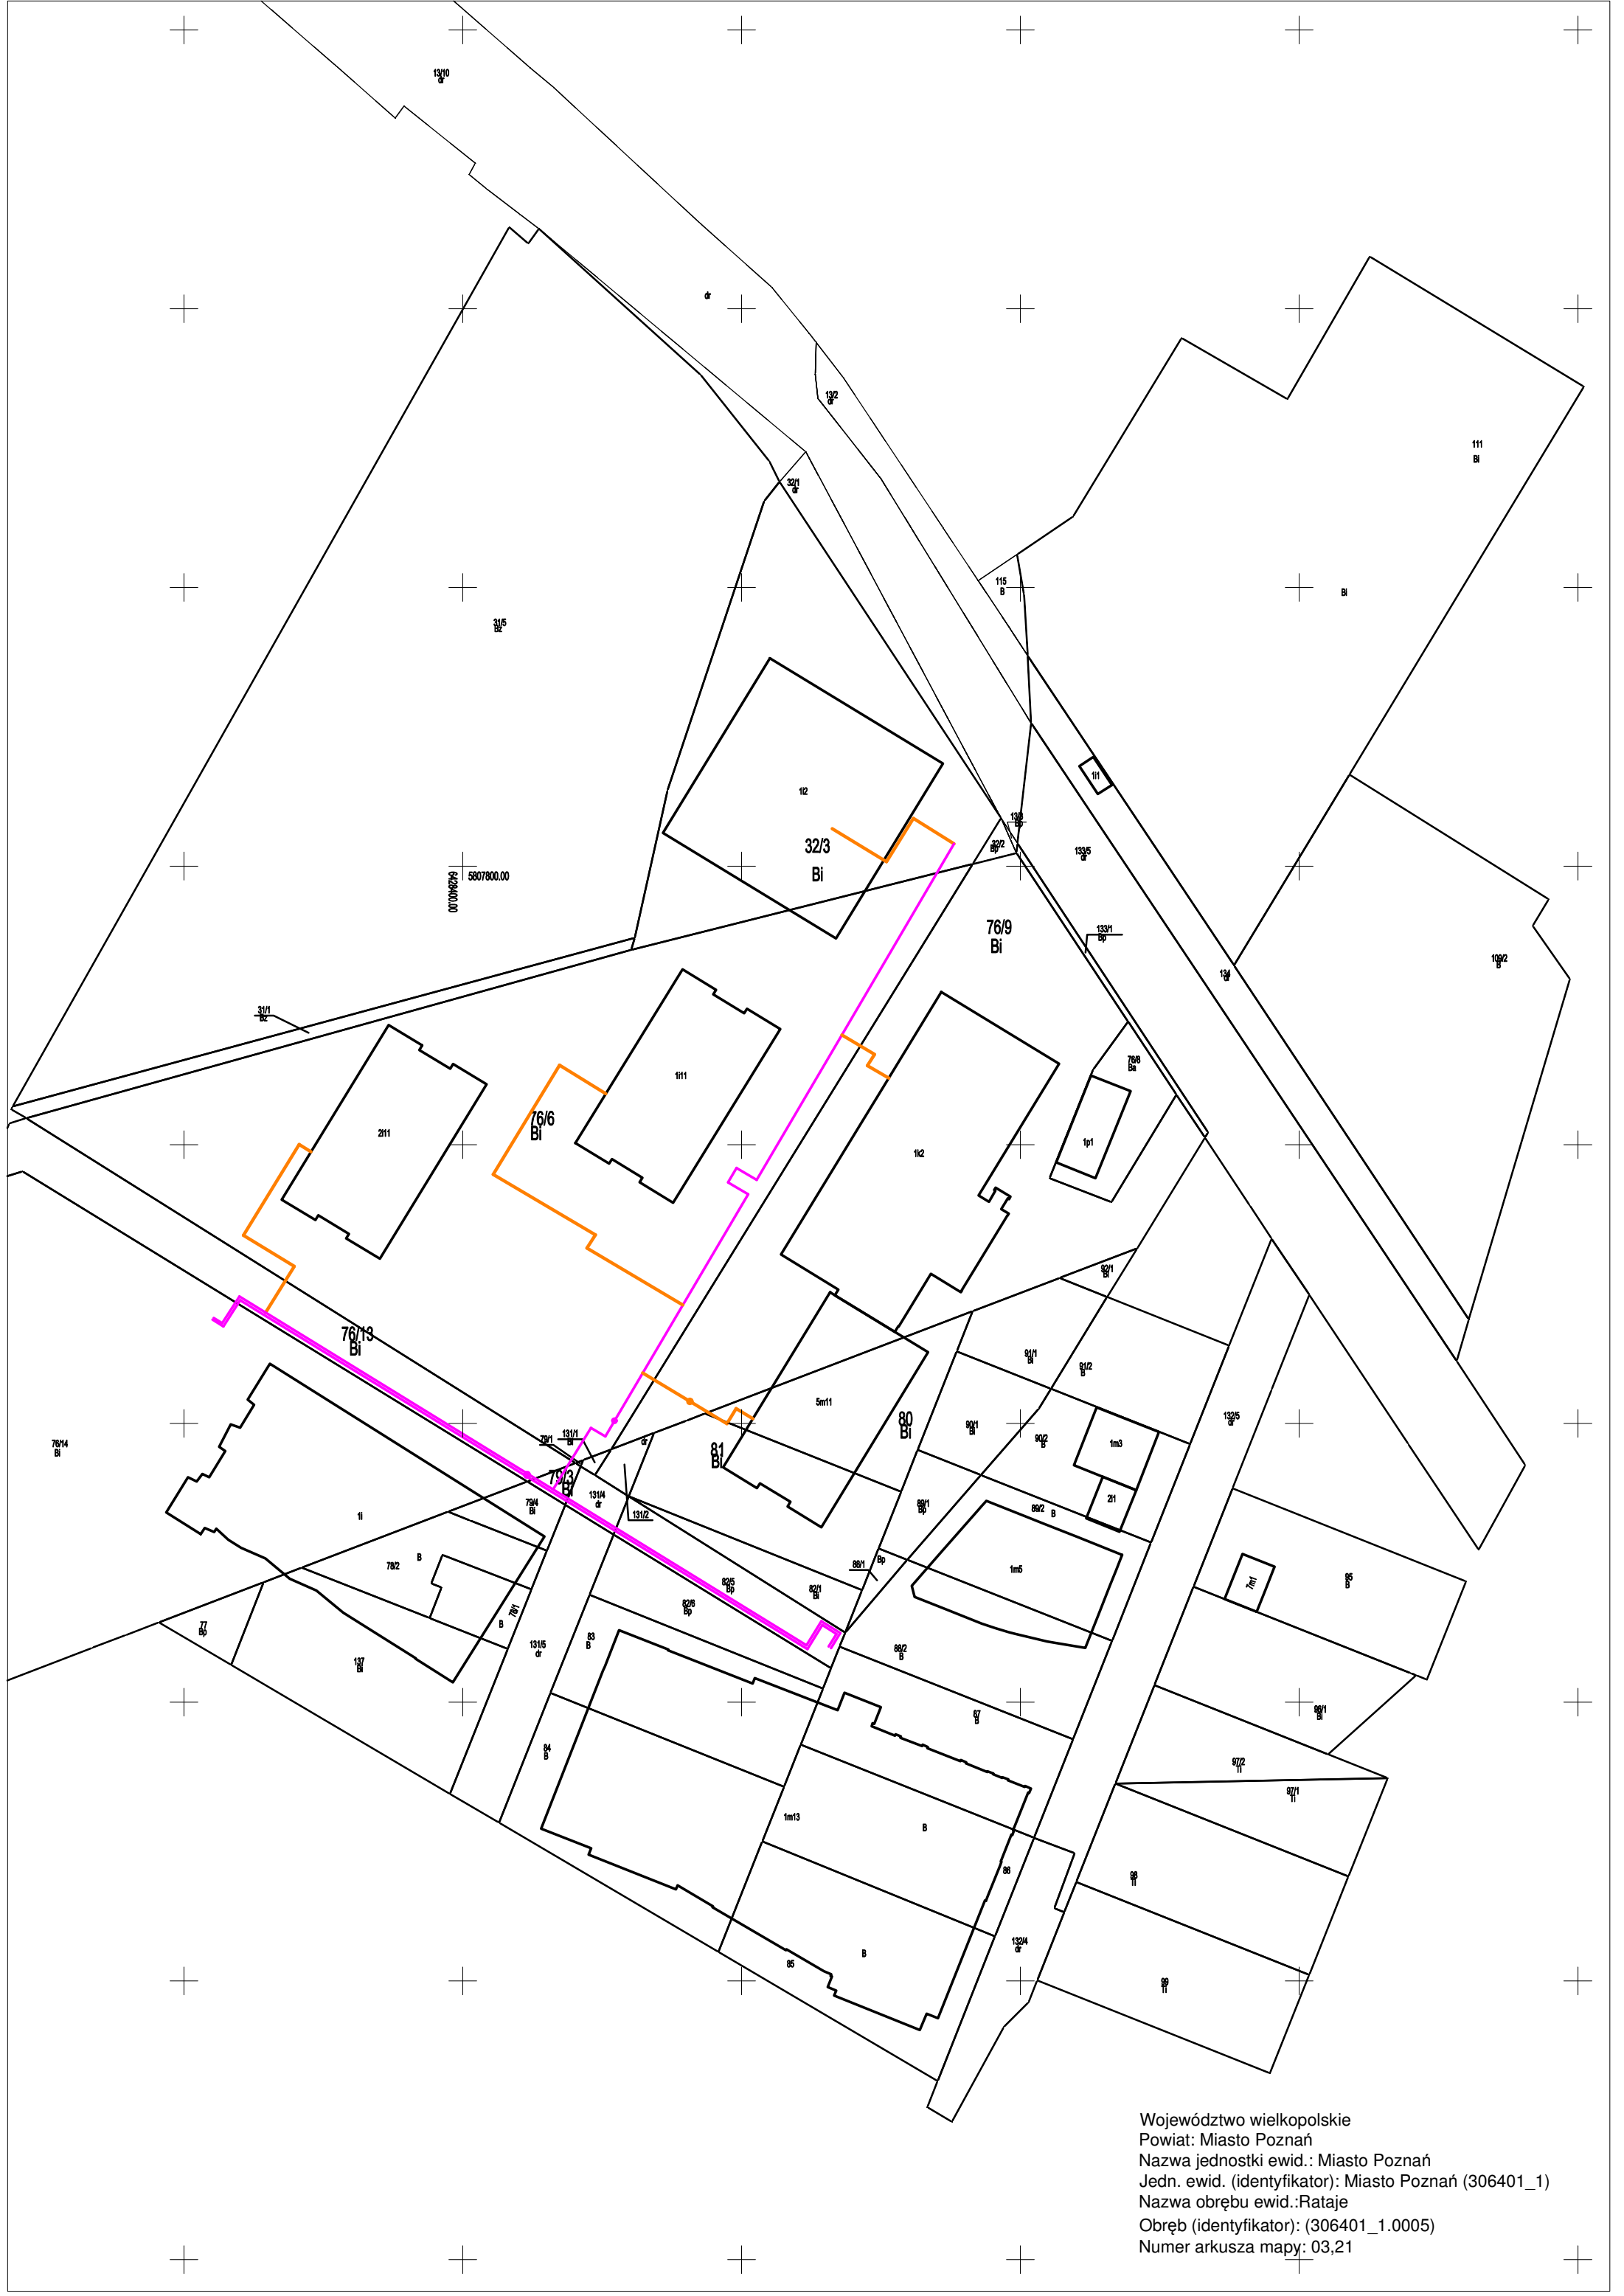 13/10
dr
dr
13/2
dr
111
Bi
32/1
dr
115
B
Bi
31/5
Bz
1i2
1i1
13/3
Bp
32/3
Bi
32/2
Bp
133/5
dr
5807800.00
6428400.00
76/9
Bi
133/1
Bp
109/2
B
134
dr
31/1
Bz
76/8
Ba
1i11
76/6
Bi
2i11
1p1
1k2
92/1
Bi
76/13
Bi
91/1
Bi
91/2
B
5m11
132/5
dr
80
Bi
90/1
Bi
90/2
B
1m3
76/14
Bi
79/1
131/1
Bi
dr
81
Bi
79/3
Bi
131/4
dr
2i1
79/4
Bi
131/2
89/1
Bp
89/2
B
1i
B
78/2
88/1
Bp
1m5
82/5
Bp
82/1
Bi
7m1
95
B
82/6
Bp
78/1
B
77
Bp
131/5
dr
83
B
88/2
B
137
Bi
87
B
96/1
Bi
84
B
97/2
Ti
97/1
Ti
1m13
B
86
98
Ti
132/4
dr
B
85
99
Ti
Województwo wielkopolskie
Powiat: Miasto Poznań
Nazwa jednostki ewid.: Miasto Poznań
Jedn. ewid. (identyfikator): Miasto Poznań (306401_1)
Nazwa obrębu ewid.:Rataje
Obręb (identyfikator): (306401_1.0005)
Numer arkusza mapy: 03,21